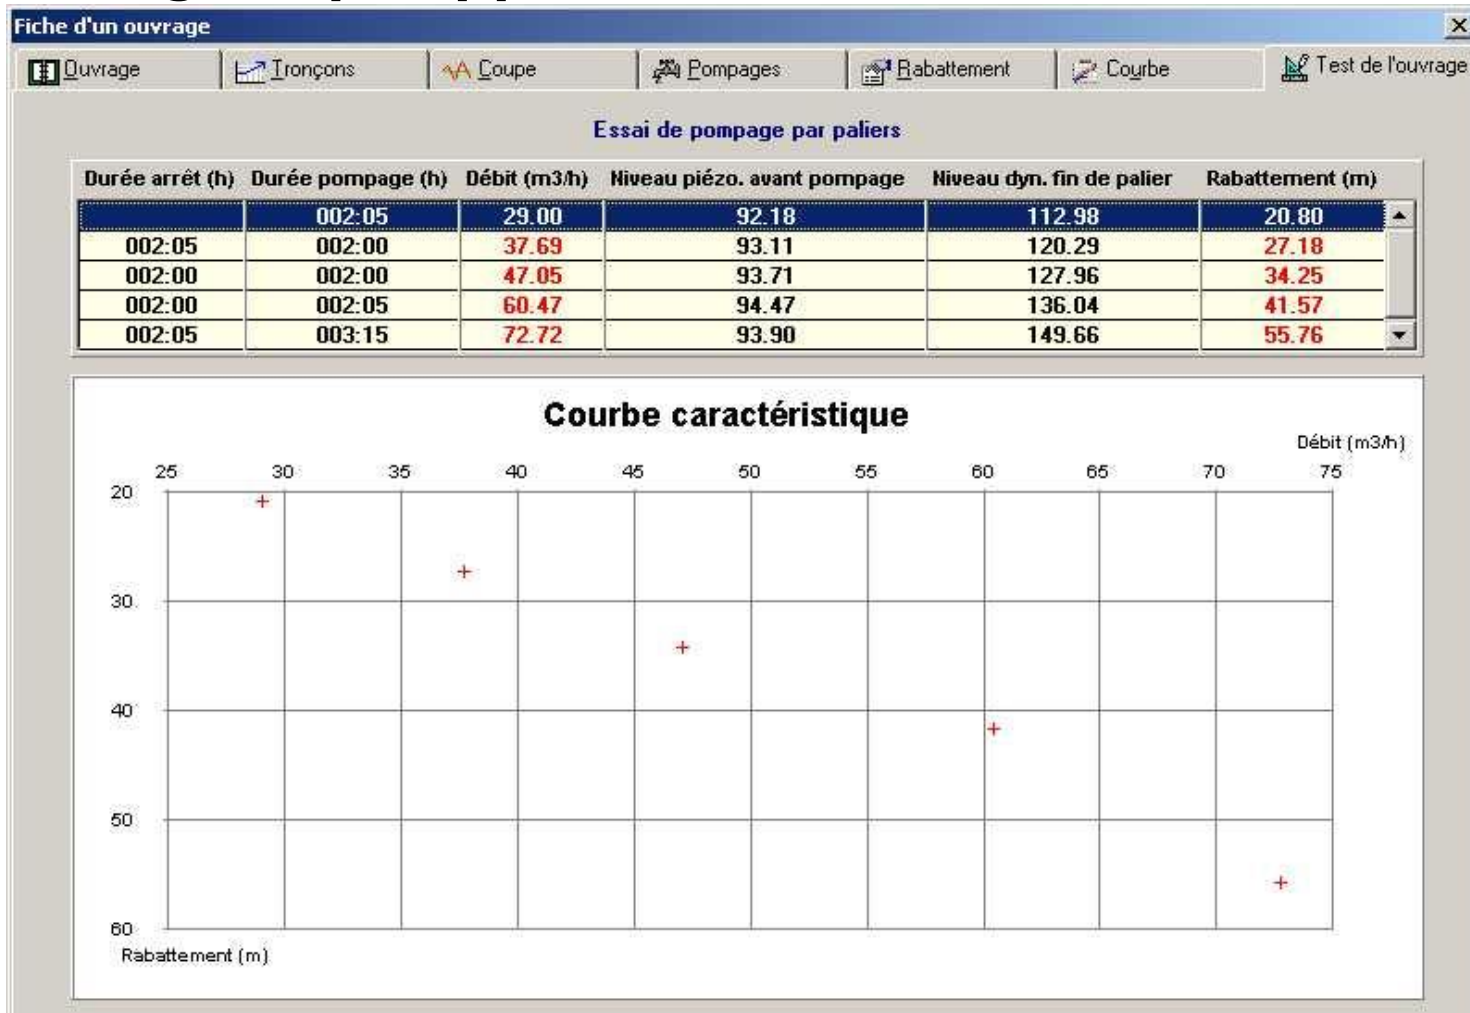 Fiche d'un ouvrage
Ouvrage Tronçons Coupe Pompages Rabattement Courbe Test de l'ouvrage
Essai de pompage par paliers
Durée arrêt (h) Durée pompage (h) Débit (m3/h) Niveau piézo. avant pompage Niveau dyn. fin de palier Rabattement (m)
002:05 29.00 92.18 112.98 20.80
002:05 002:00 37.69 93.11 120.29 27.18
002:00 002:00 47.05 93.71 127.96 34.25
002:00 002:05 60.47 94.47 136.04 41.57
002:05 003:15 72.72 93.90 149.66 55.76
Courbe caractéristique
Débit (m3/h)
25 30 35 40 45 50 55 60 65 70 75
20
30
40
50
60
Rabattement (m)